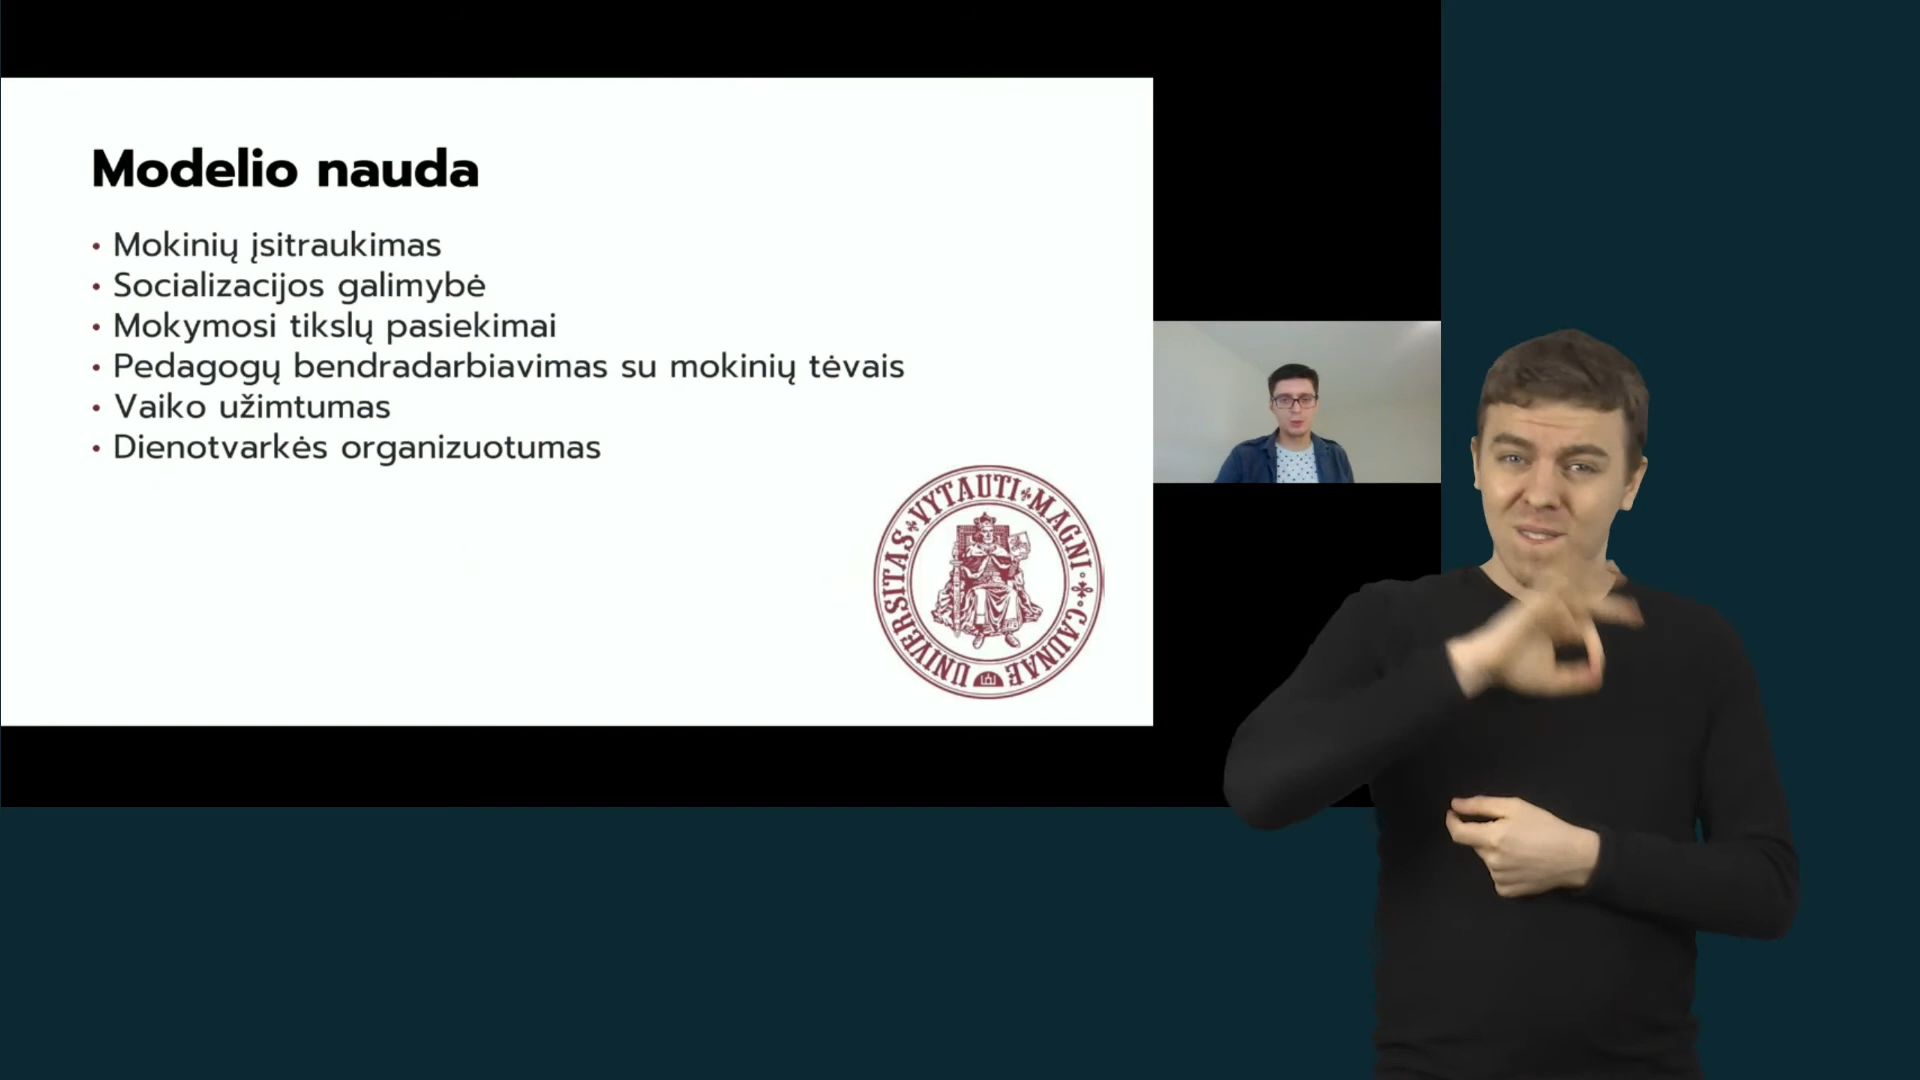 Modelio nauda
• Mokinių įsitraukimas
• Socializacijos galimybė
• Mokymosi tikslų pasiekimai
• Pedagogų bendradarbiavimas su mokinių tėvais
• Vaiko užimtumas
• Dienotvarkės organizuotumas
UNIVERSITAS VYTAUTI MAGNI CAUNAE